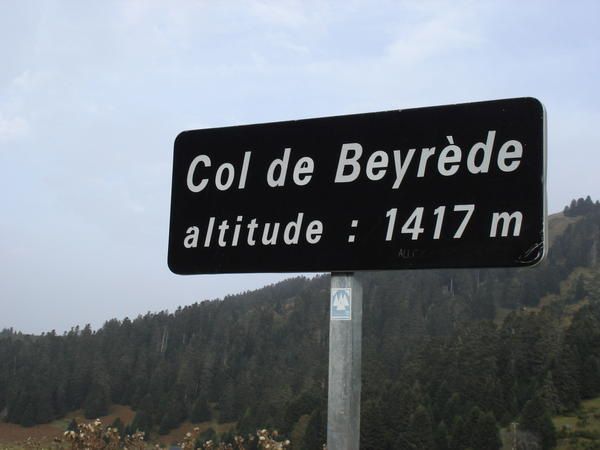 Col de Beyrède
altitude : 1417 m